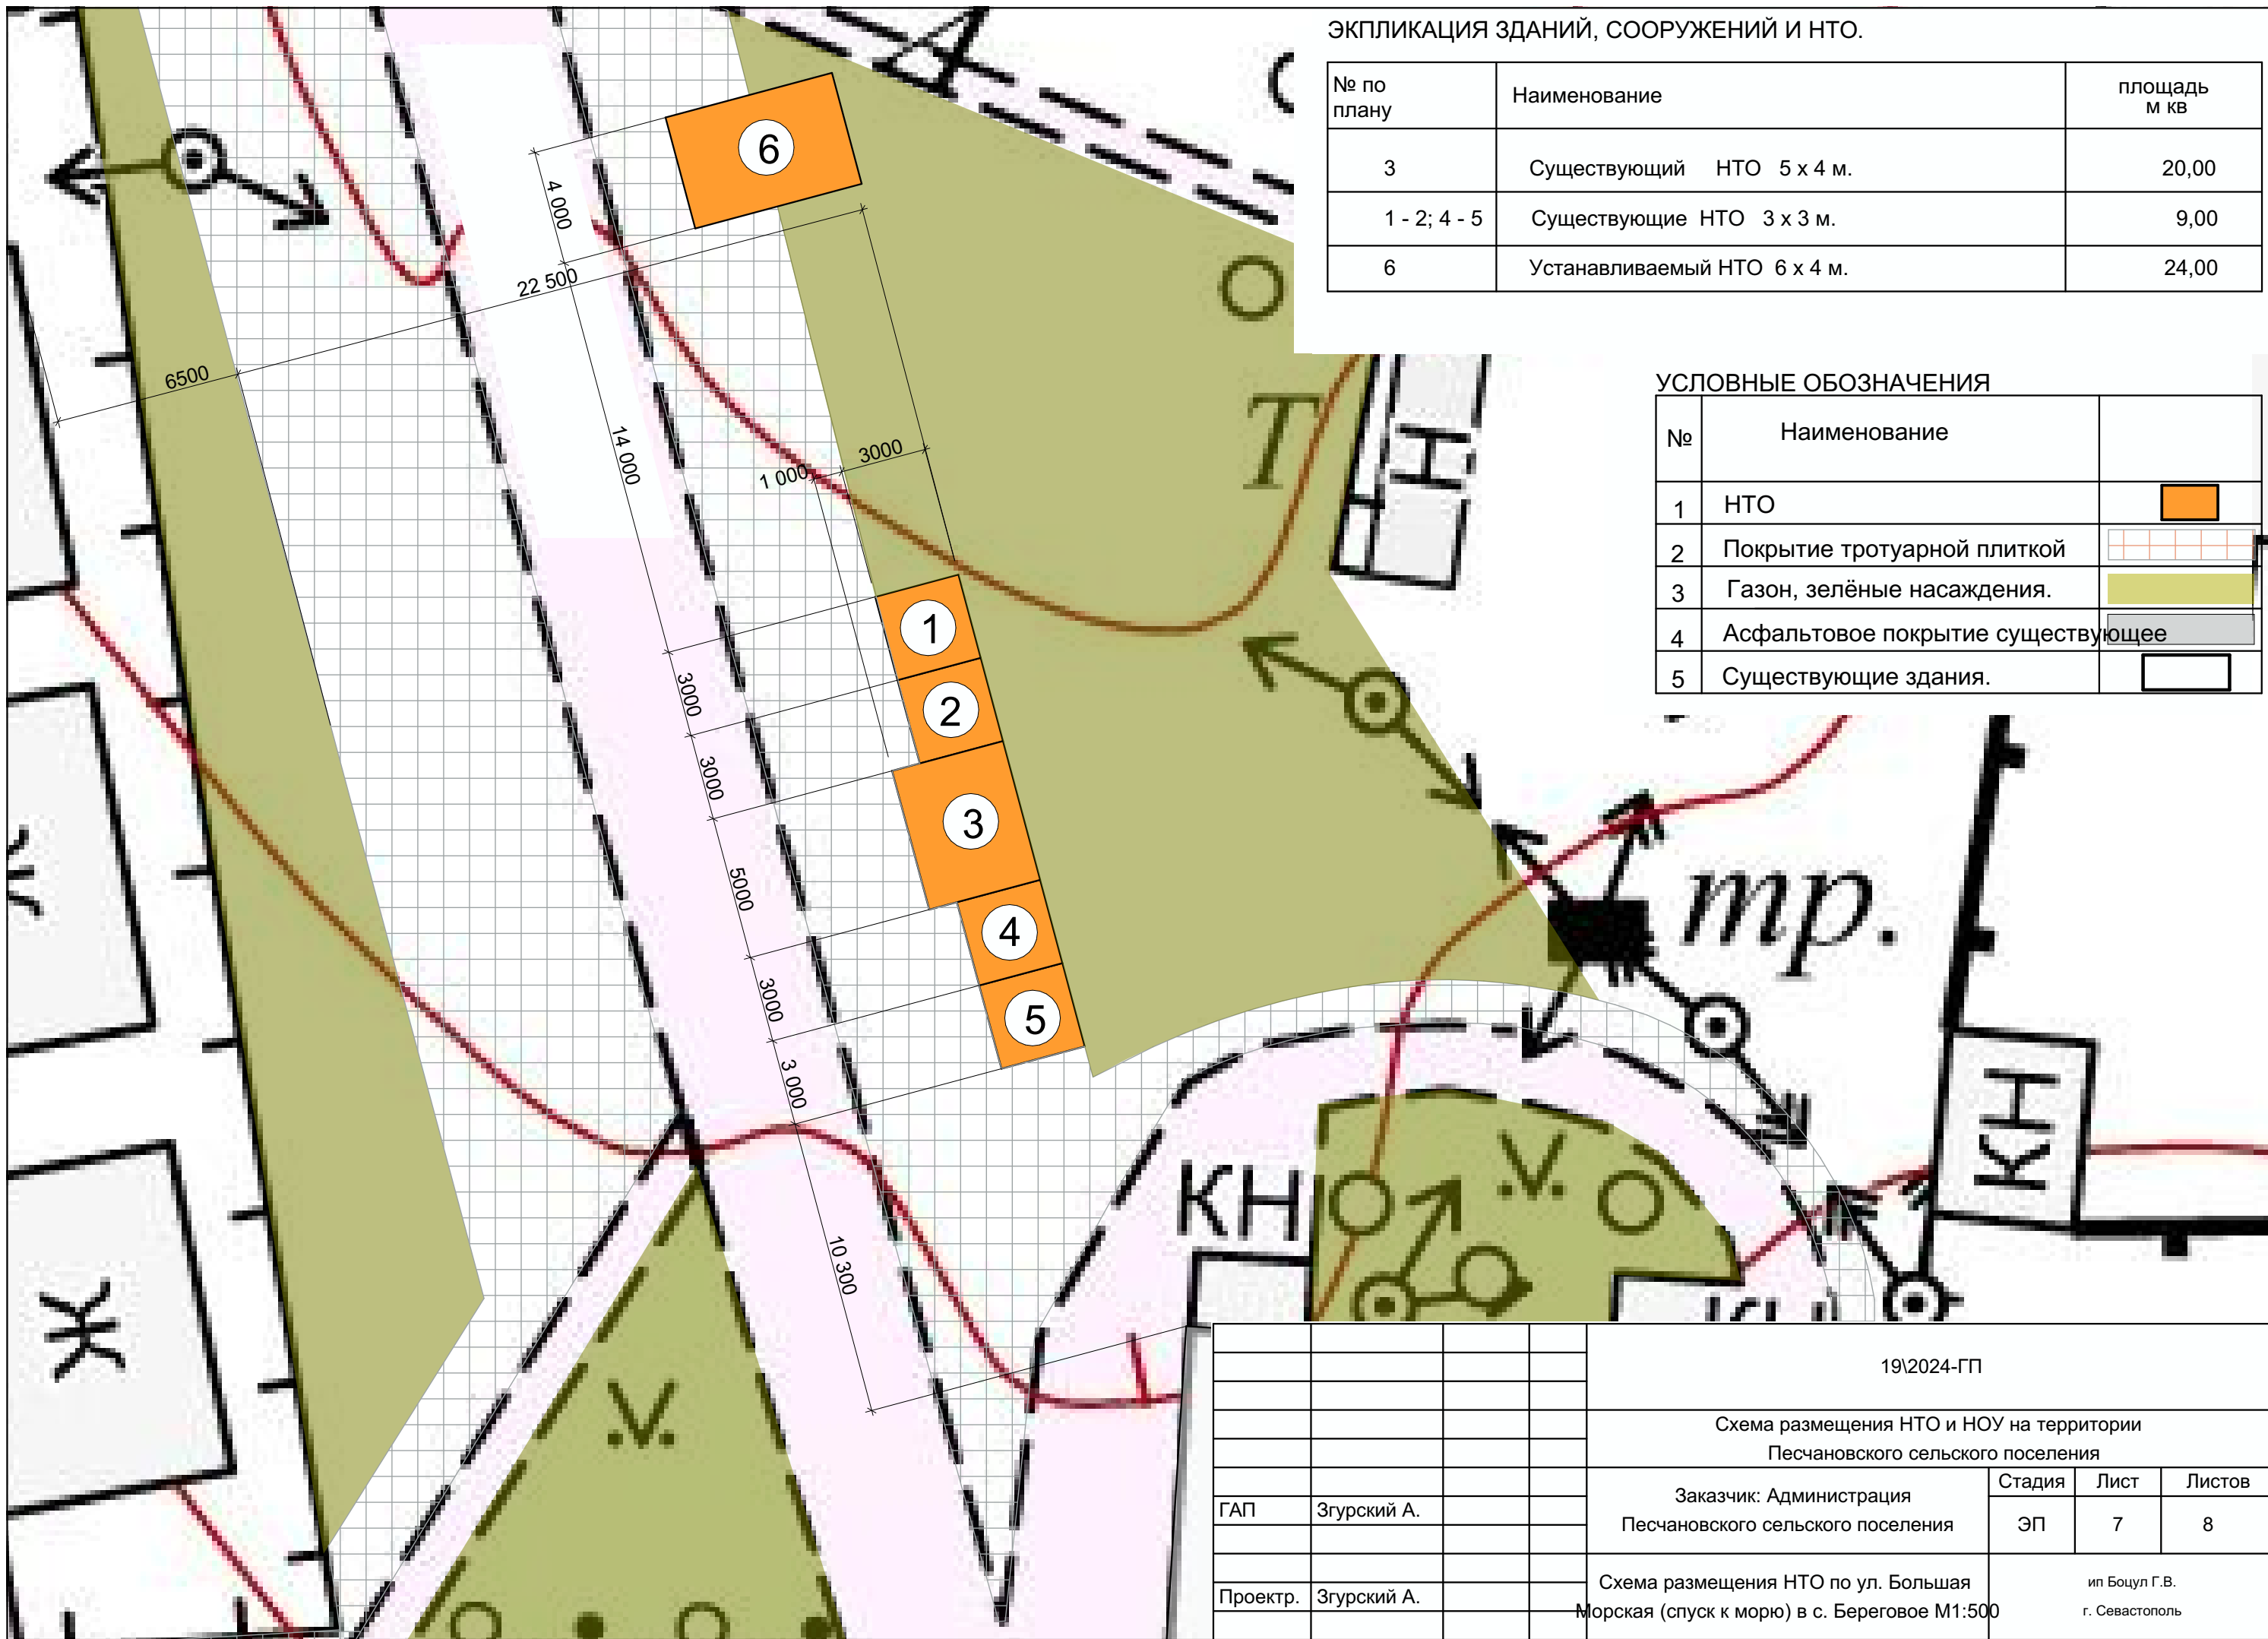 ЭКПЛИКАЦИЯ ЗДАНИЙ, СООРУЖЕНИЙ И НТО.
№ по плану Наименование площадь м кв
3 Существующий НТО 5 х 4 м. 20,00
1 - 2; 4 - 5 Существующие НТО 3 х 3 м. 9,00
6 Устанавливаемый НТО 6 х 4 м. 24,00
УСЛОВНЫЕ ОБОЗНАЧЕНИЯ
№ Наименование
1 НТО
2 Покрытие тротуарной плиткой
3 Газон, зелёные насаждения.
4 Асфальтовое покрытие существующее
5 Существующие здания.
6
4 000
22 500
6500
14 000
3000
1 000
Т
Н
1
3000
2
3000
3
5000
4
3000
5
3 000
10 300
тр.
КН
КН
Ж
Ж
.V.
.V.
19\2024-ГП
Схема размещения НТО и НОУ на территории
Песчановского сельского поселения
Заказчик: Администрация
Песчановского сельского поселения
Стадия Лист Листов
ЭП 7 8
ГАП Згурский А.
Проектр. Згурский А.
Схема размещения НТО по ул. Большая
Морская (спуск к морю) в с. Береговое М1:500
ип Боцул Г.В.
г. Севастополь